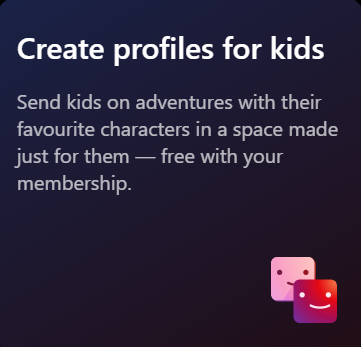 Create profiles for kids
Send kids on adventures with their
favourite characters in a space made
just for them — free with your
membership.